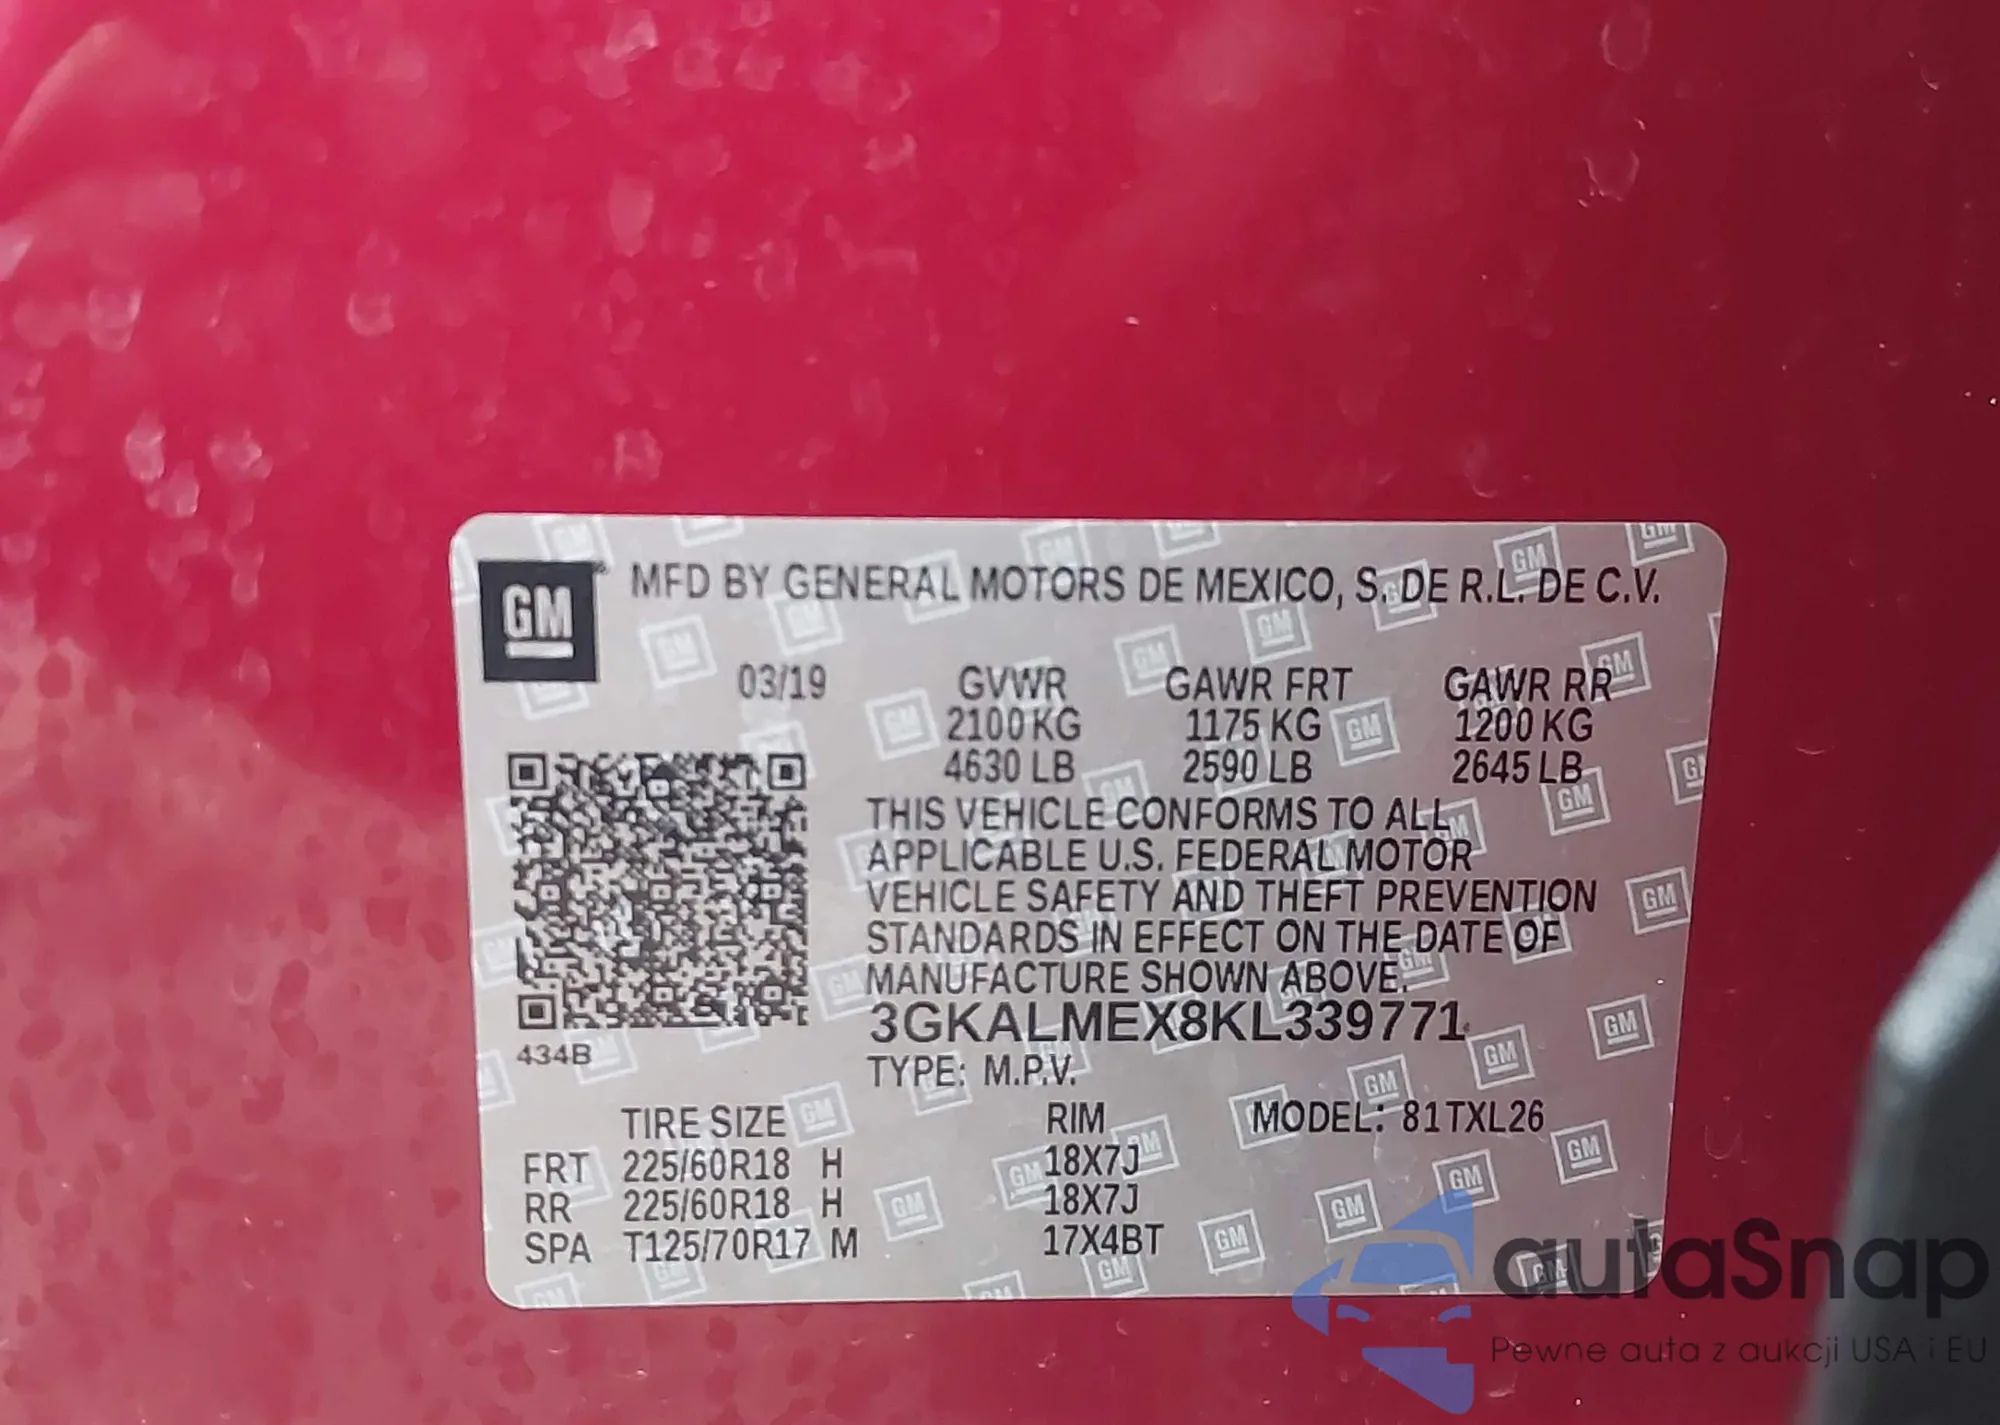 GM MFD BY GENERAL MOTORS DE MEXICO, S. DE R.L. DE C.V.
03/19 GVWR GAWR FRT GAWR RR
2100 KG 1175 KG 1200 KG
4630 LB 2590 LB 2645 LB
THIS VEHICLE CONFORMS TO ALL
APPLICABLE U.S. FEDERAL MOTOR
VEHICLE SAFETY AND THEFT PREVENTION
STANDARDS IN EFFECT ON THE DATE OF
MANUFACTURE SHOWN ABOVE.
3GKALMEX8KL339771
434B
TYPE: M.P.V.
TIRE SIZE RIM MODEL: 81TXL26
FRT 225/60R18 H 18X7J
RR 225/60R18 H 18X7J
SPA T125/70R17 M 17X4BT
autaSnap
Pewne auta z aukcji USA i EU